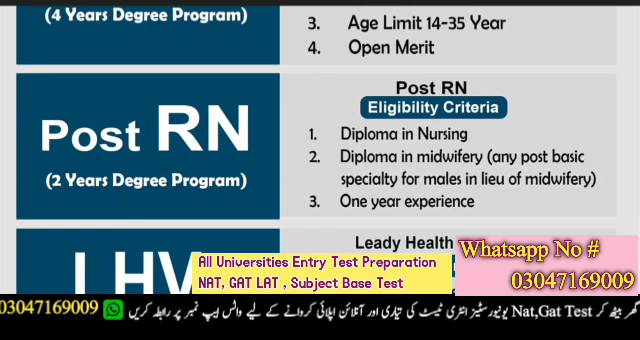 (4 Years Degree Program)
3. Age Limit 14-35 Year
4. Open Merit
Post RN
(2 Years Degree Program)
Post RN
Eligibility Criteria
1. Diploma in Nursing
2. Diploma in midwifery (any post basic
specialty for males in lieu of midwifery)
3. One year experience
LHV
Leady Health
All Universities Entry Test Preparation
NAT, GAT LAT , Subject Base Test
Whatsapp No #
03047169009
گھر بیٹھ کر Nat,Gat Test یونیورسٹیز انٹری ٹیسٹ کی تیاری اور آنلائن اپلائی کروانے کے لیے واٹس ایپ نمبر پر رابطہ کریں 03047169009